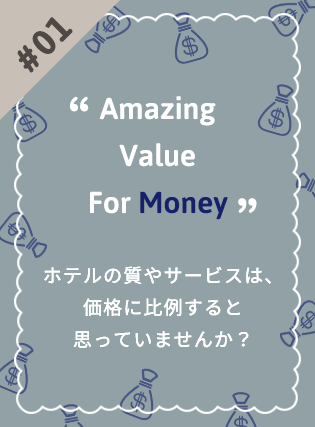 #01
“ Amazing
Value
For Money ”
ホテルの質やサービスは、
価格に比例すると
思っていませんか？